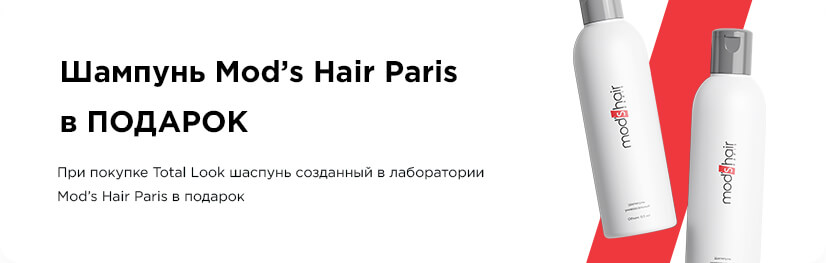 Шампунь Mod’s Hair Paris
в ПОДАРОК
При покупке Total Look шаспунь созданный в лаборатории
Mod’s Hair Paris в подарок
mod's hair
mod's hair